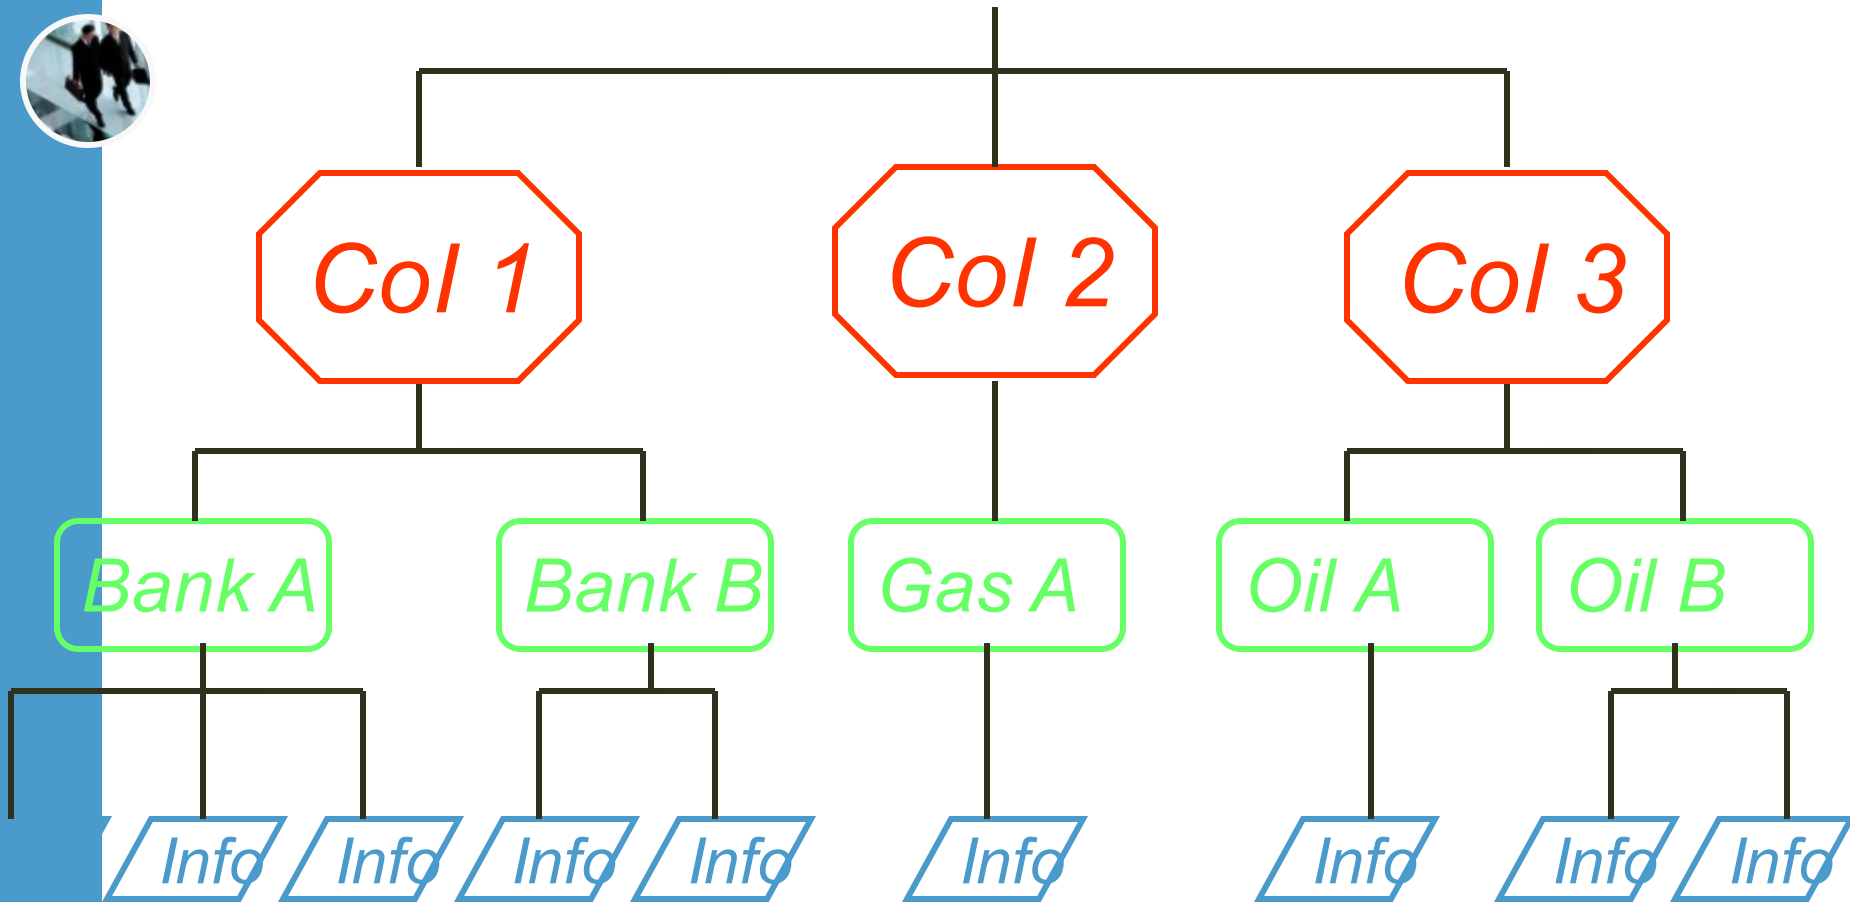 Col 1
Col 2
Col 3
Bank A
Bank B
Gas A
Oil A
Oil B
Info
Info
Info
Info
Info
Info
Info
Info